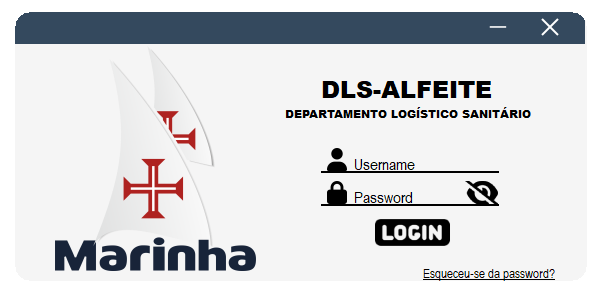 DLS-ALFEITE
DEPARTAMENTO LOGÍSTICO SANITÁRIO
Username
Password
LOGIN
Marinha
Esqueceu-se da password?